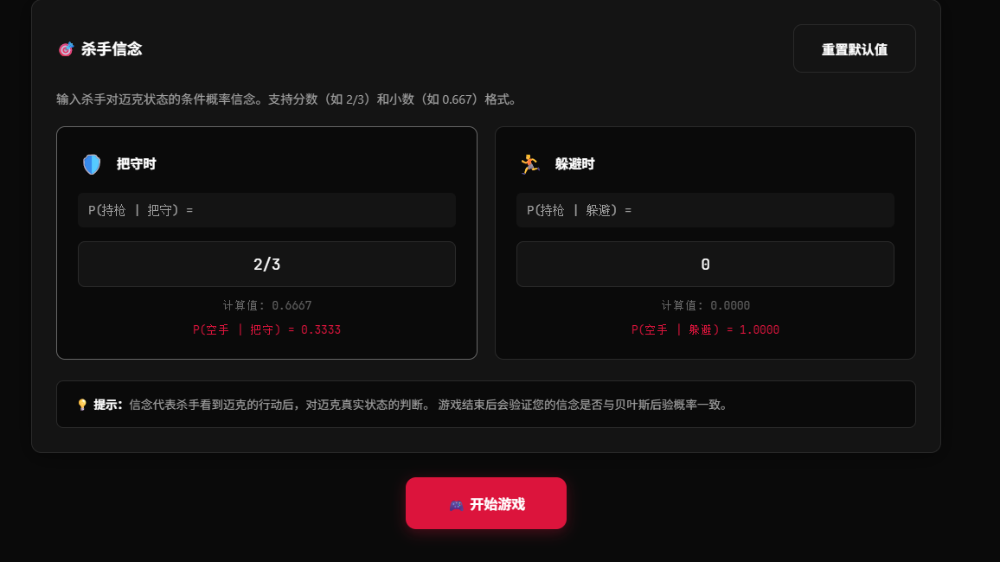 杀手信念
重置默认值
输入杀手对迈克状态的条件概率信念。支持分数（如 2/3）和小数（如 0.667）格式。
把守时
P(持枪 | 把守) =
2/3
计算值: 0.6667
P(空手 | 把守) = 0.3333
躲避时
P(持枪 | 躲避) =
0
计算值: 0.0000
P(空手 | 躲避) = 1.0000
提示：信念代表杀手看到迈克的行动后，对迈克真实状态的判断。 游戏结束后会验证您的信念是否与贝叶斯后验概率一致。
开始游戏